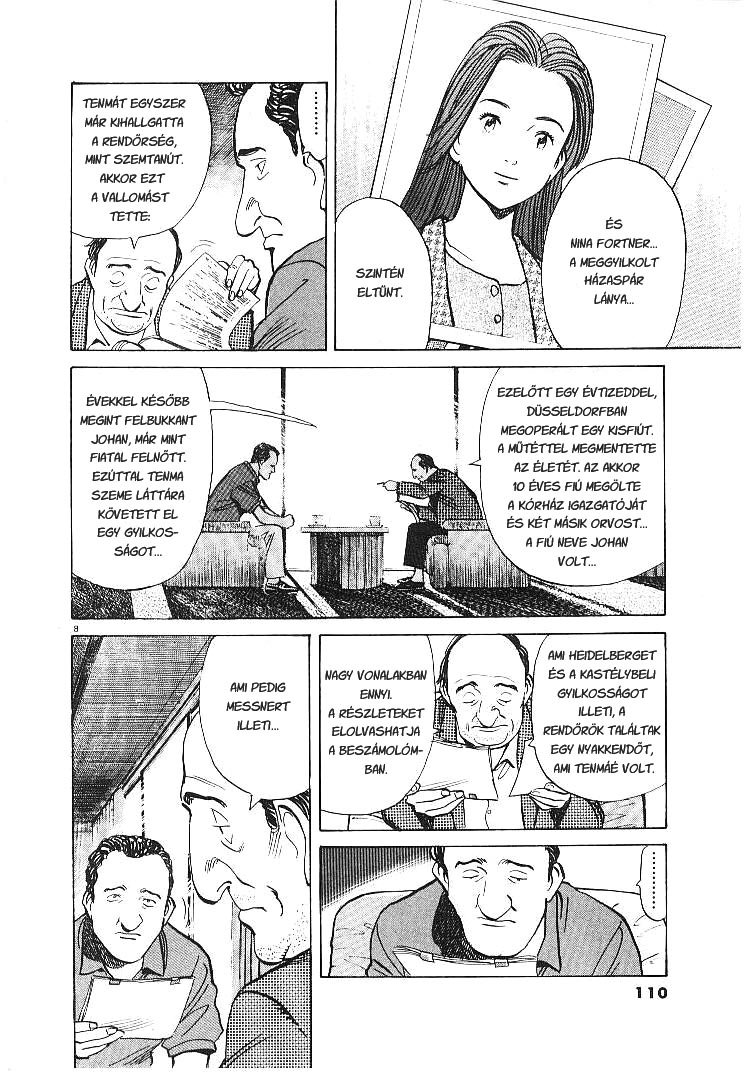 ÉS
NINA FORTNER...
A MEGGYILKOLT
HÁZASPÁR
LÁNYA...
SZINTÉN
ELTŰNT.
........
TENMÁT EGYSZER
MÁR KIHALLGATTA
A RENDŐRSÉG,
MINT SZEMTANÚT.
AKKOR EZT
A VALLOMÁST
TETTE:
EZELŐTT EGY ÉVTIZEDDEL,
DÜSSELDORFBAN
MEGOPERÁLT EGY KISFIÚT.
A MŰTÉTTEL MEGMENTETTE
AZ ÉLETÉT. AZ AKKOR
10 ÉVES FIÚ MEGÖLTE
A KÓRHÁZ IGAZGATÓJÁT
ÉS KÉT MÁSIK ORVOST...
A FIÚ NEVE JOHAN
VOLT...
ÉVEKKEL KÉSŐBB
MEGINT FELBUKKANT
JOHAN, MÁR MINT
FIATAL FELNŐTT.
EZÚTTAL TENMA
SZEME LÁTTÁRA
KÖVETETT EL
EGY GYILKOS-
SÁGOT...
8
AMI HEIDELBERGET
ÉS A KASTÉLYBELI
GYILKOSSÁGOT
ILLETI, A
RENDŐRÖK TALÁLTAK
EGY NYAKKENDŐT,
AMI TENMÁÉ VOLT.
NAGY VONALAKBAN
ENNYI.
A RÉSZLETEKET
ELOLVASHATJA
A BESZÁMOLÓM-
BAN.
........
AMI PEDIG
MESSNERT
ILLETI...
110